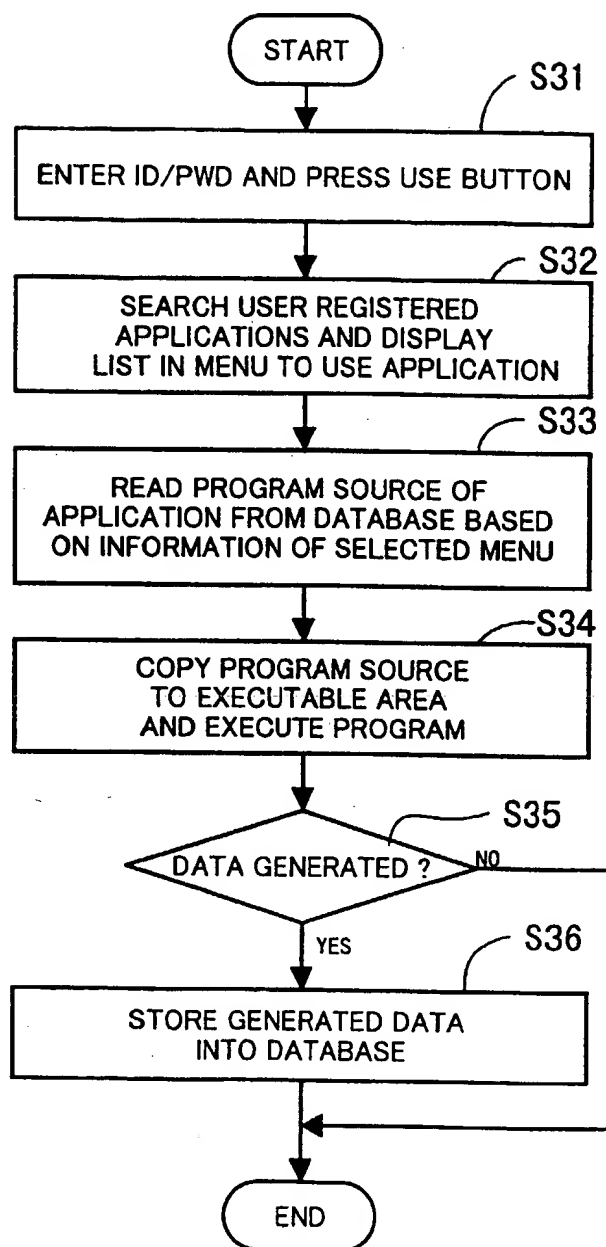 START
S31
ENTER ID/PWD AND PRESS USE BUTTON
S32
SEARCH USER REGISTERED
APPLICATIONS AND DISPLAY
LIST IN MENU TO USE APPLICATION
S33
READ PROGRAM SOURCE OF
APPLICATION FROM DATABASE BASED
ON INFORMATION OF SELECTED MENU
S34
COPY PROGRAM SOURCE
TO EXECUTABLE AREA
AND EXECUTE PROGRAM
S35
DATA GENERATED ?
NO
YES
S36
STORE GENERATED DATA
INTO DATABASE
END